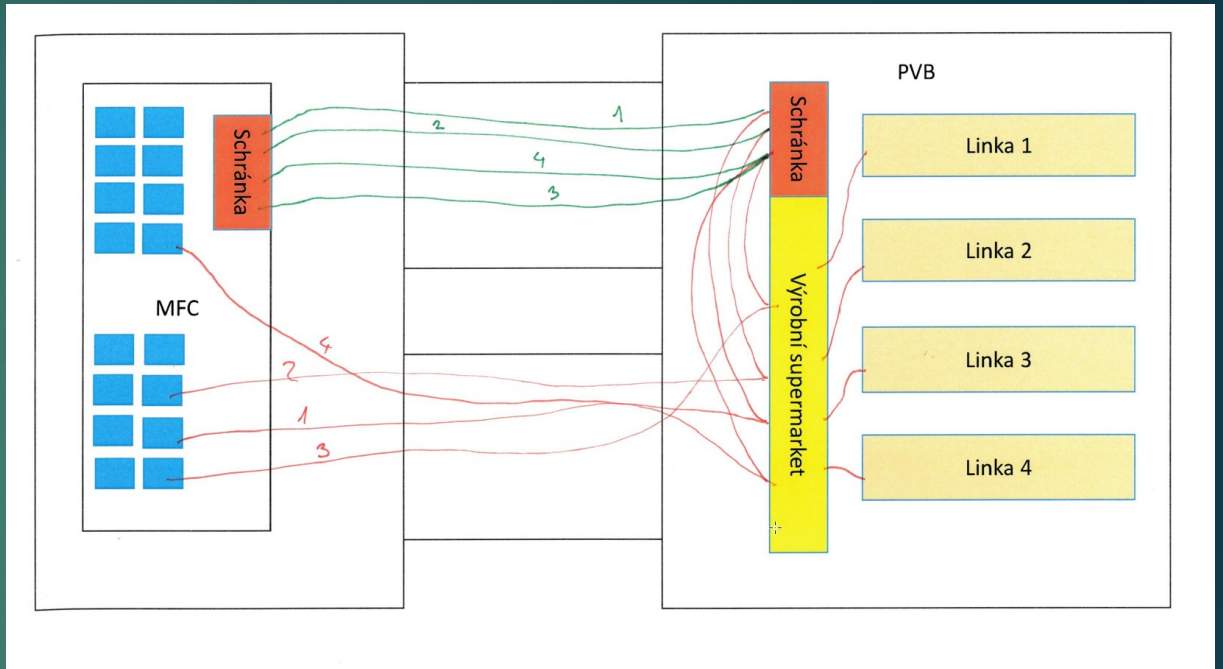 PVB
Schránka
Schránka
1
2
4
3
Linka 1
Linka 2
Linka 3
Linka 4
Výrobní supermarket
MFC
4
2
1
3